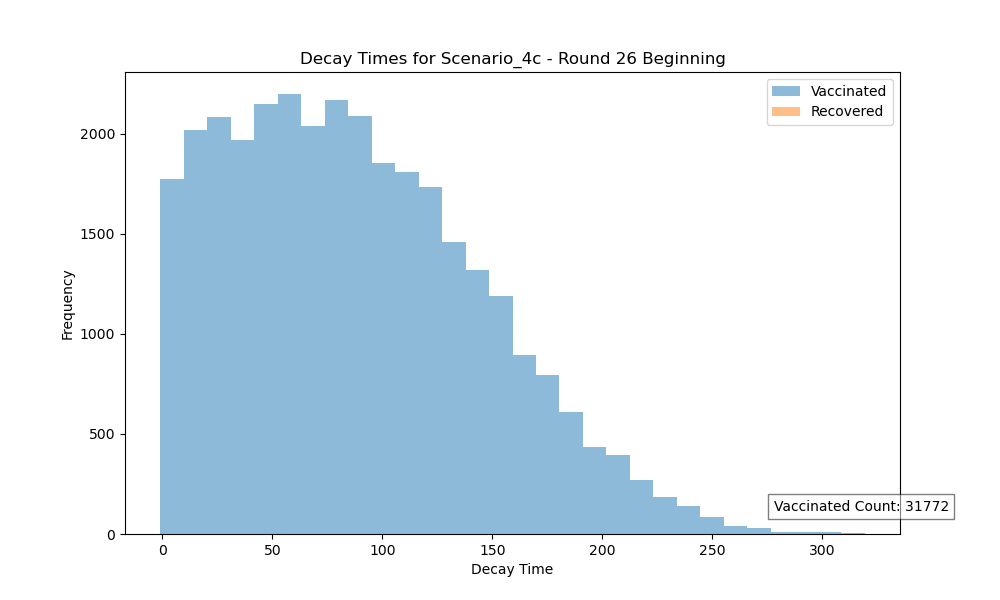 Decay Times for Scenario_4c - Round 26 Beginning
Vaccinated
Recovered
Frequency
2000
1500
1000
500
0
Vaccinated Count: 31772
0 50 100 150 200 250 300
Decay Time